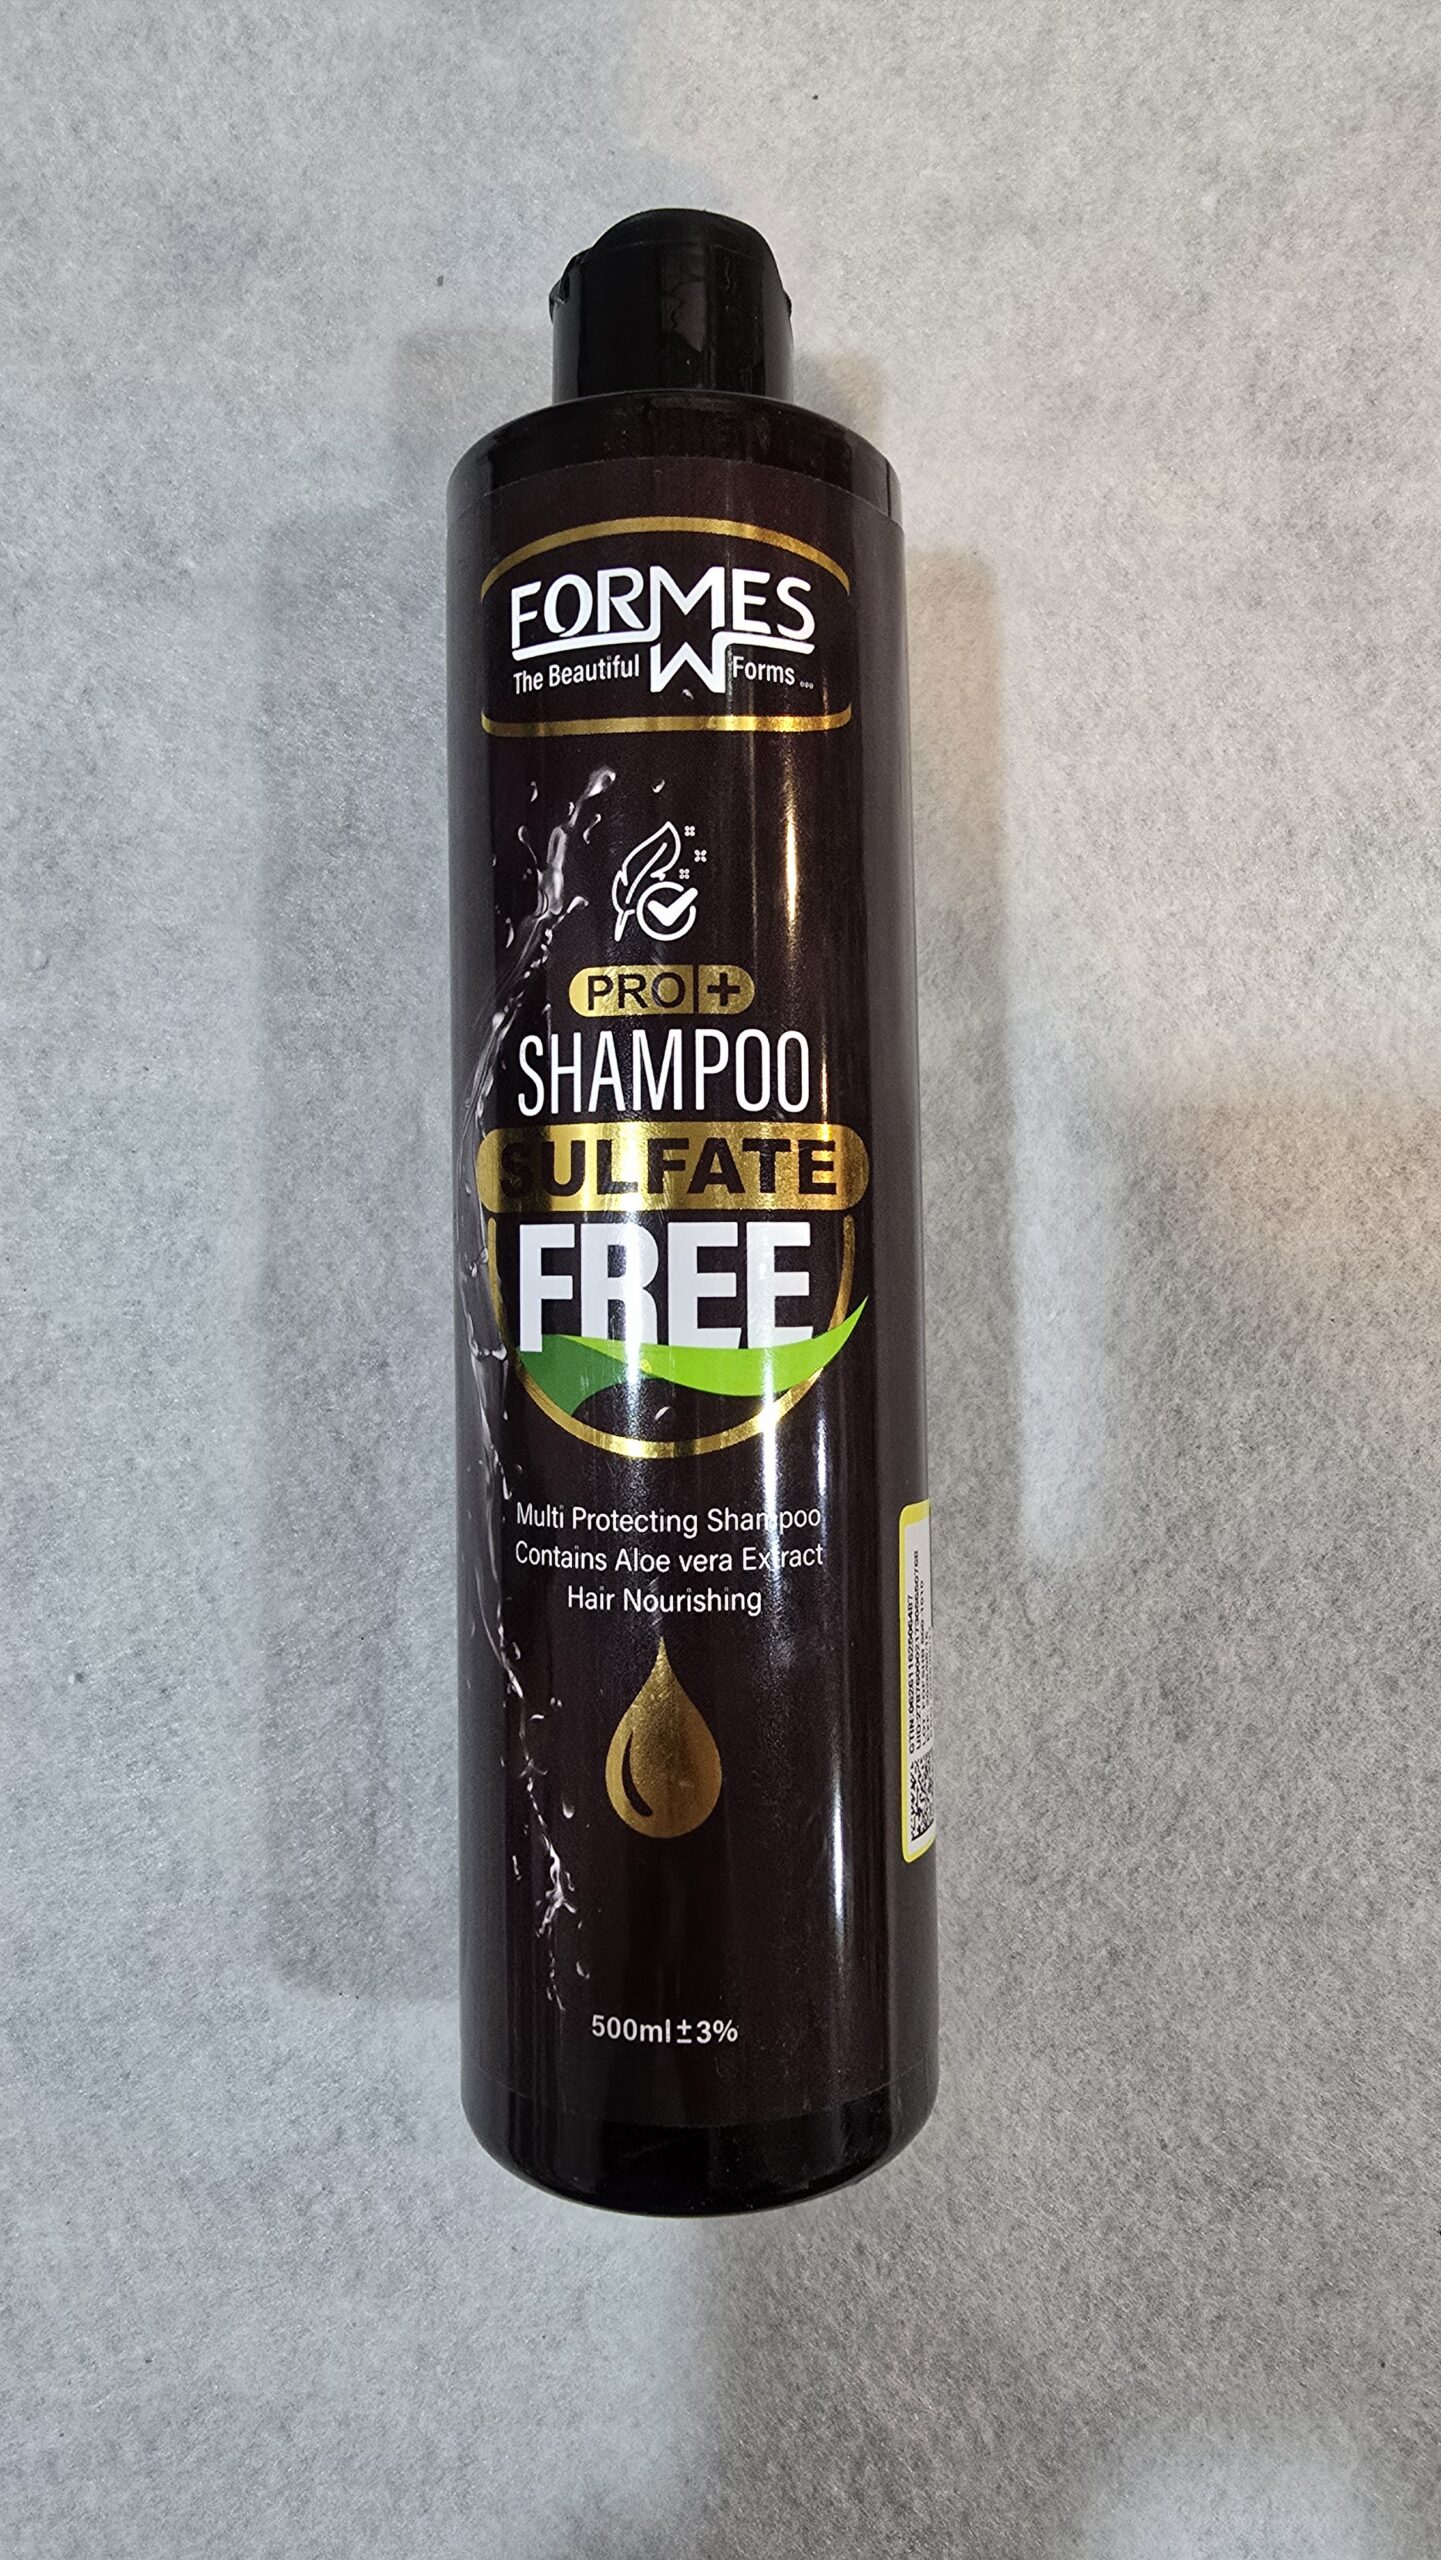 FORMES
The Beautiful Forms ...
PRO +
SHAMPOO
SULFATE
FREE
Multi Protecting Shampoo
Contains Aloe vera Extract
Hair Nourishing
500ml±3%